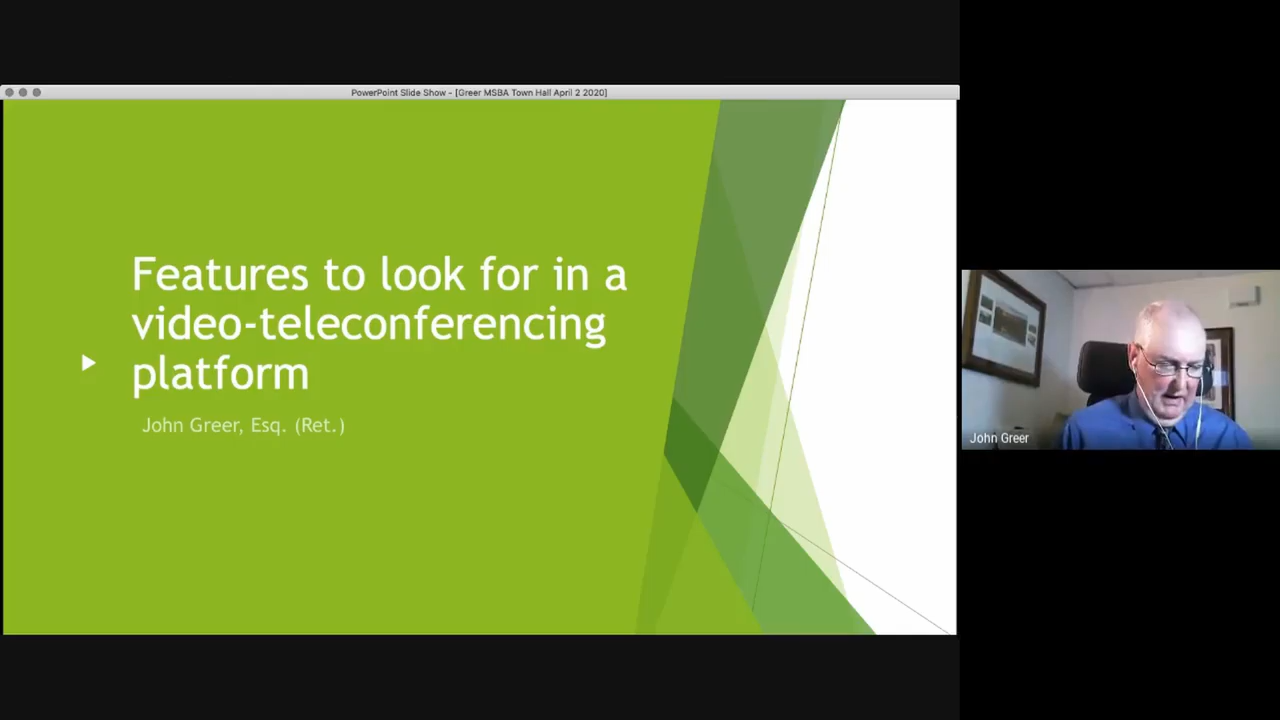 PowerPoint Slide Show - [Greer MSBA Town Hall April 2 2020]
Features to look for in a
video-teleconferencing
platform
John Greer, Esq. (Ret.)
John Greer